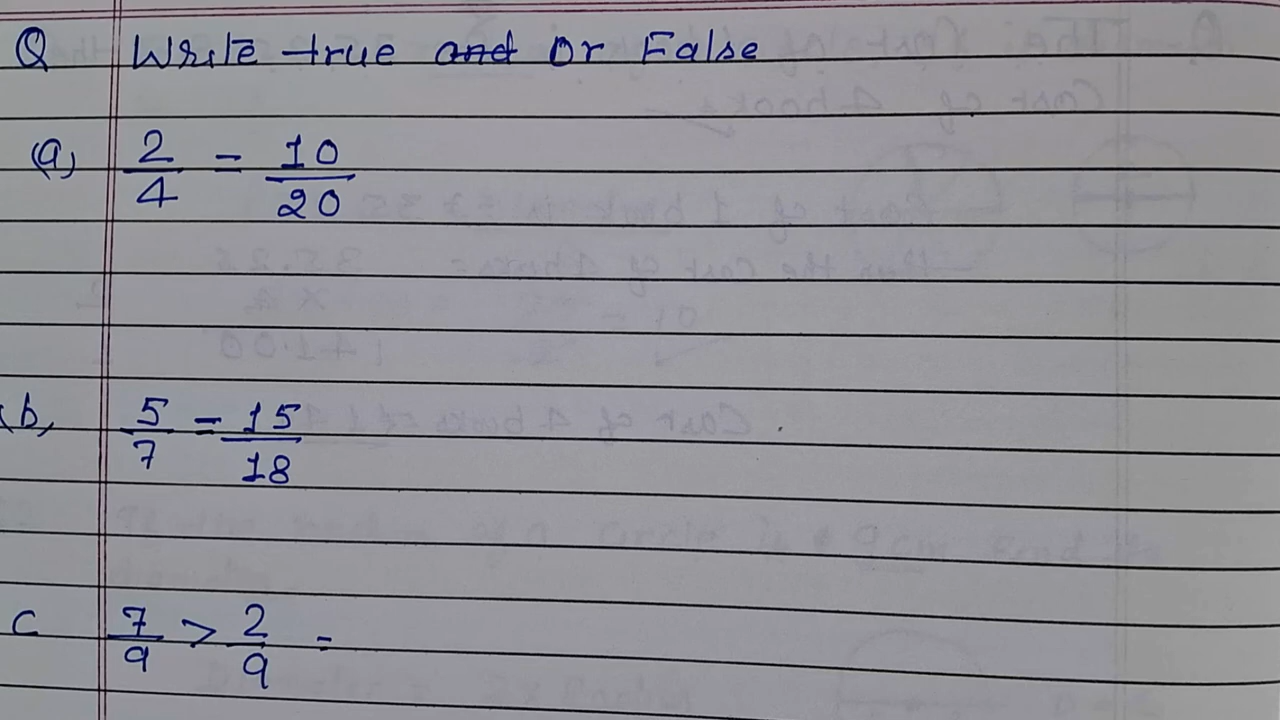 Q Write true and or False
(a) 2/4 = 10/20
(b) 5/7 = 15/18
c 7/9 > 2/9 =